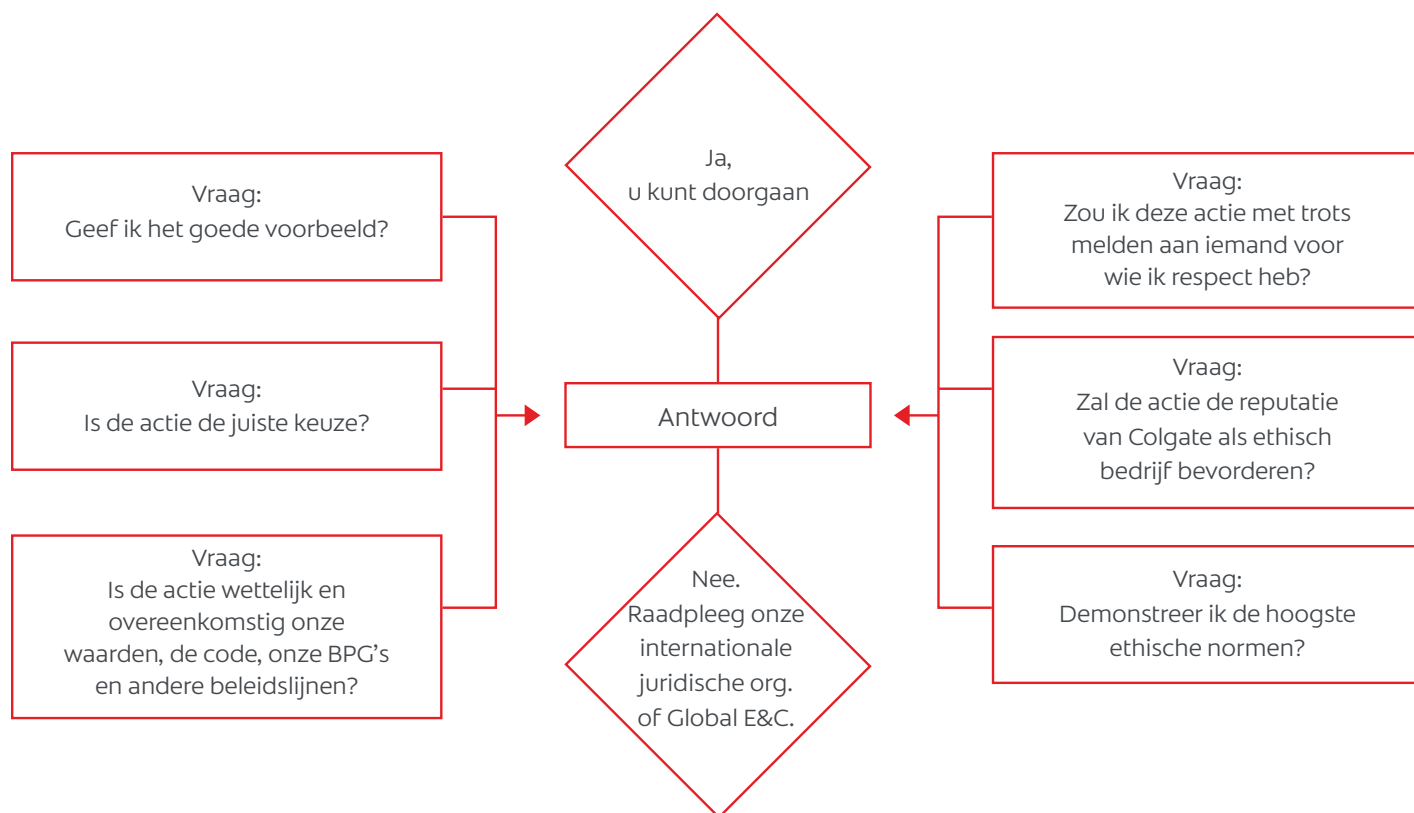 Vraag:
Geef ik het goede voorbeeld?
Vraag:
Is de actie de juiste keuze?
Vraag:
Is de actie wettelijk en
overeenkomstig onze
waarden, de code, onze BPG's
en andere beleidslijnen?
Ja,
u kunt doorgaan
Antwoord
Nee.
Raadpleeg onze
internationale
juridische org.
of Global E&C.
Vraag:
Zou ik deze actie met trots
melden aan iemand voor
wie ik respect heb?
Vraag:
Zal de actie de reputatie
van Colgate als ethisch
bedrijf bevorderen?
Vraag:
Demonstreer ik de hoogste
ethische normen?